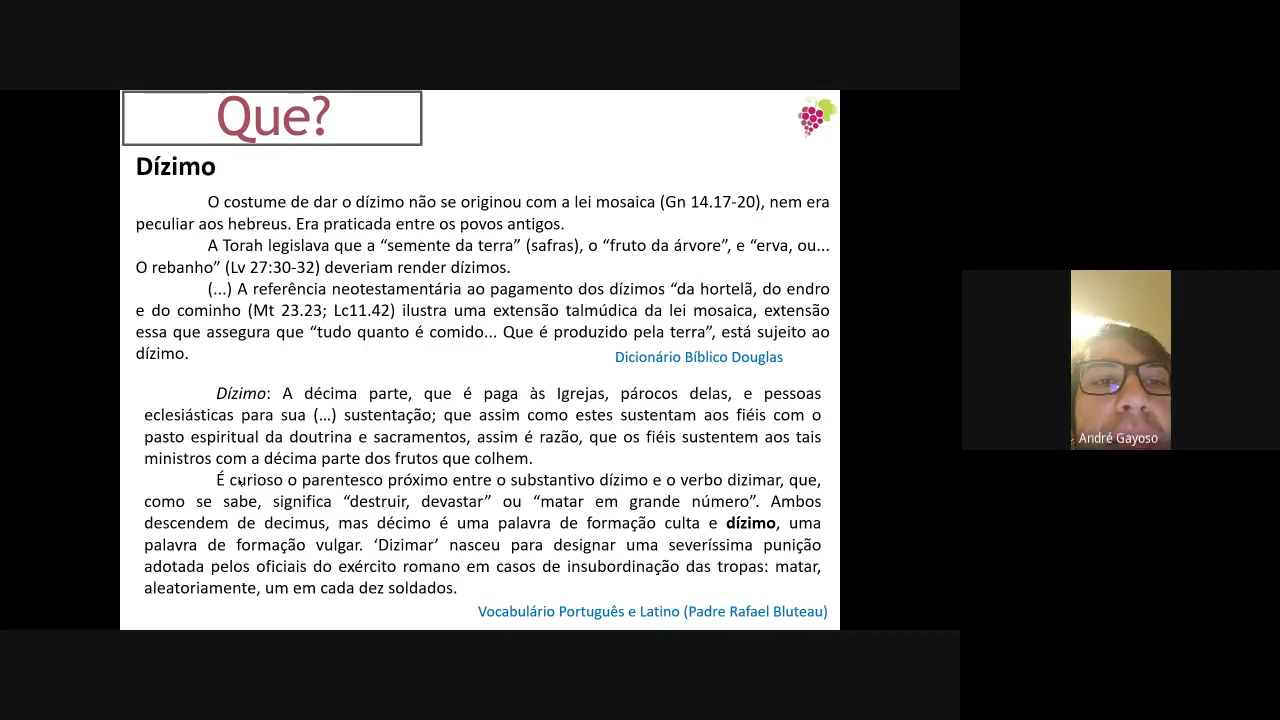 Que?
Dízimo
O costume de dar o dízimo não se originou com a lei mosaica (Gn 14.17-20), nem era
peculiar aos hebreus. Era praticada entre os povos antigos.
A Torah legislava que a “semente da terra” (safras), o “fruto da árvore”, e “erva, ou...
O rebanho” (Lv 27:30-32) deveriam render dízimos.
(...) A referência neotestamentária ao pagamento dos dízimos “da hortelã, do endro
e do cominho (Mt 23.23; Lc11.42) ilustra uma extensão talmúdica da lei mosaica, extensão
essa que assegura que “tudo quanto é comido... Que é produzido pela terra”, está sujeito ao
dízimo.
Dicionário Bíblico Douglas
Dízimo: A décima parte, que é paga às Igrejas, párocos delas, e pessoas
eclesiásticas para sua (...) sustentação; que assim como estes sustentam aos fiéis com o
pasto espiritual da doutrina e sacramentos, assim é razão, que os fiéis sustentem aos tais
ministros com a décima parte dos frutos que colhem.
É curioso o parentesco próximo entre o substantivo dízimo e o verbo dizimar, que,
como se sabe, significa “destruir, devastar” ou “matar em grande número”. Ambos
descendem de decimus, mas décimo é uma palavra de formação culta e dízimo, uma
palavra de formação vulgar. ‘Dizimar’ nasceu para designar uma severíssima punição
adotada pelos oficiais do exército romano em casos de insubordinação das tropas: matar,
aleatoriamente, um em cada dez soldados.
Vocabulário Português e Latino (Padre Rafael Bluteau)
André Gayoso